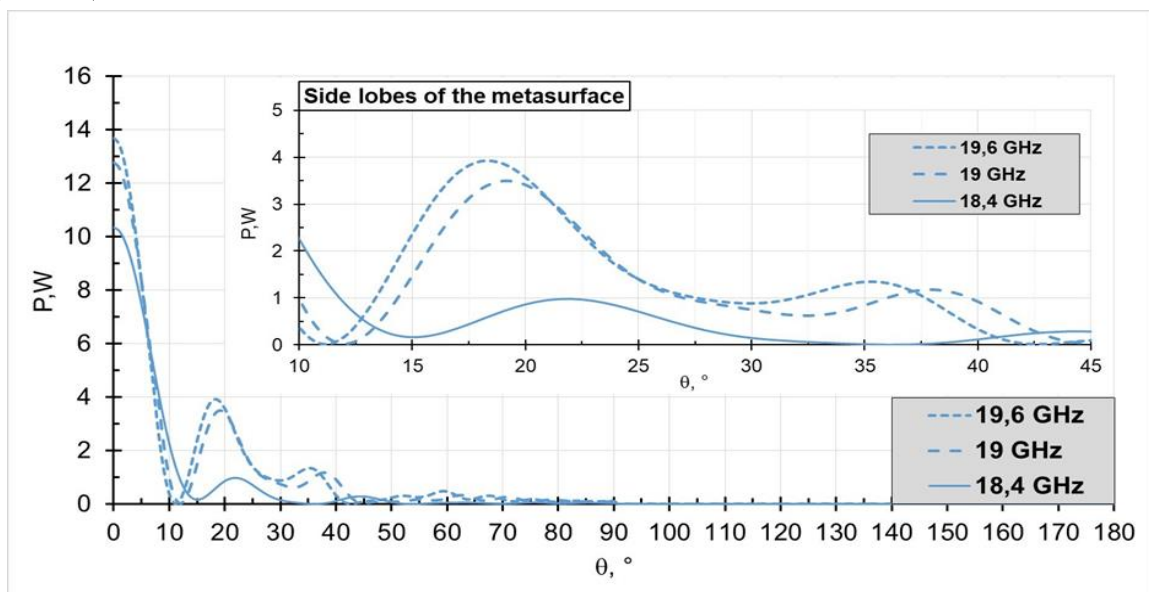 16
14
12
10
8
6
4
2
0
P,W
0 10 20 30 40 50 60 70 80 90 100 110 120 130 140 150 160 170 180
θ, °
Side lobes of the metasurface
5
4
3
2
1
0
P,W
10 15 20 25 30 35 40 45
θ, °
19,6 GHz
19 GHz
18,4 GHz
19,6 GHz
19 GHz
18,4 GHz